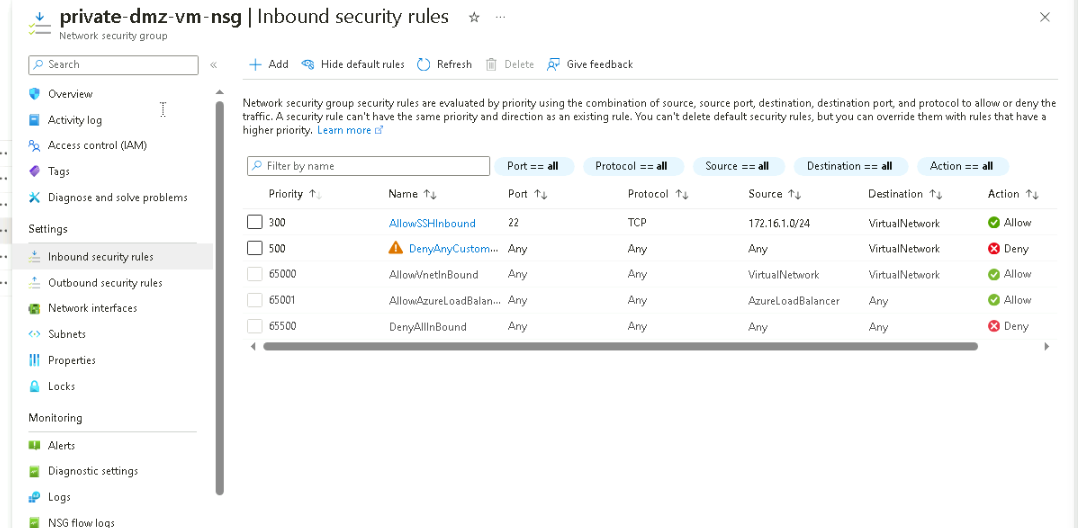 private-dmz-vm-nsg | Inbound security rules
Network security group
Search
Overview
Activity log
Access control (IAM)
Tags
Diagnose and solve problems
Settings
Inbound security rules
Outbound security rules
Network interfaces
Subnets
Properties
Locks
Monitoring
Alerts
Diagnostic settings
Logs
NSG flow logs
Add Hide default rules Refresh Delete Give feedback
Network security group security rules are evaluated by priority using the combination of source, source port, destination, destination port, and protocol to allow or deny the
traffic. A security rule can't have the same priority and direction as an existing rule. You can't delete default security rules, but you can override them with rules that have a
higher priority. Learn more
Filter by name Port == all Protocol == all Source == all Destination == all Action == all
Priority Name Port Protocol Source Destination Action
300 AllowSSHInbound 22 TCP 172.16.1.0/24 VirtualNetwork Allow
500 DenyAnyCustom... Any Any Any VirtualNetwork Deny
65000 AllowVnetInBound Any Any VirtualNetwork VirtualNetwork Allow
65001 AllowAzureLoadBalan... Any Any AzureLoadBalancer Any Allow
65500 DenyAllInBound Any Any Any Any Deny